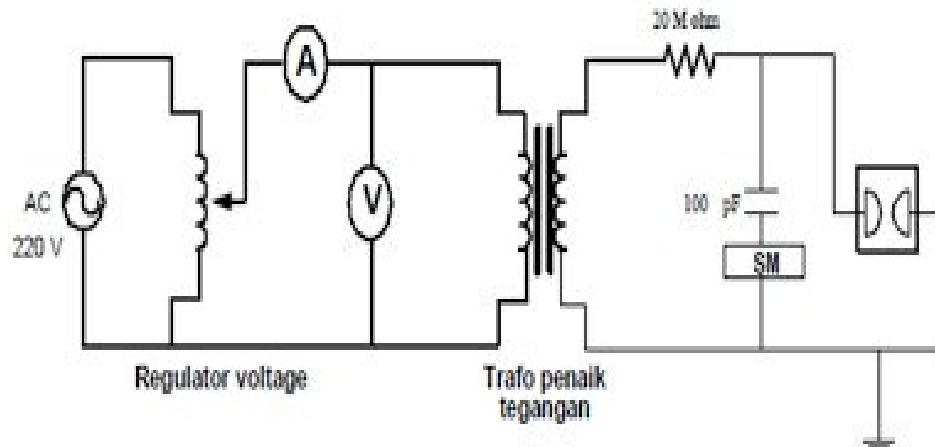 20 M ohm
A
AC
220 V
V
100 pF
SM
Regulator voltage
Trafo penaik
tegangan